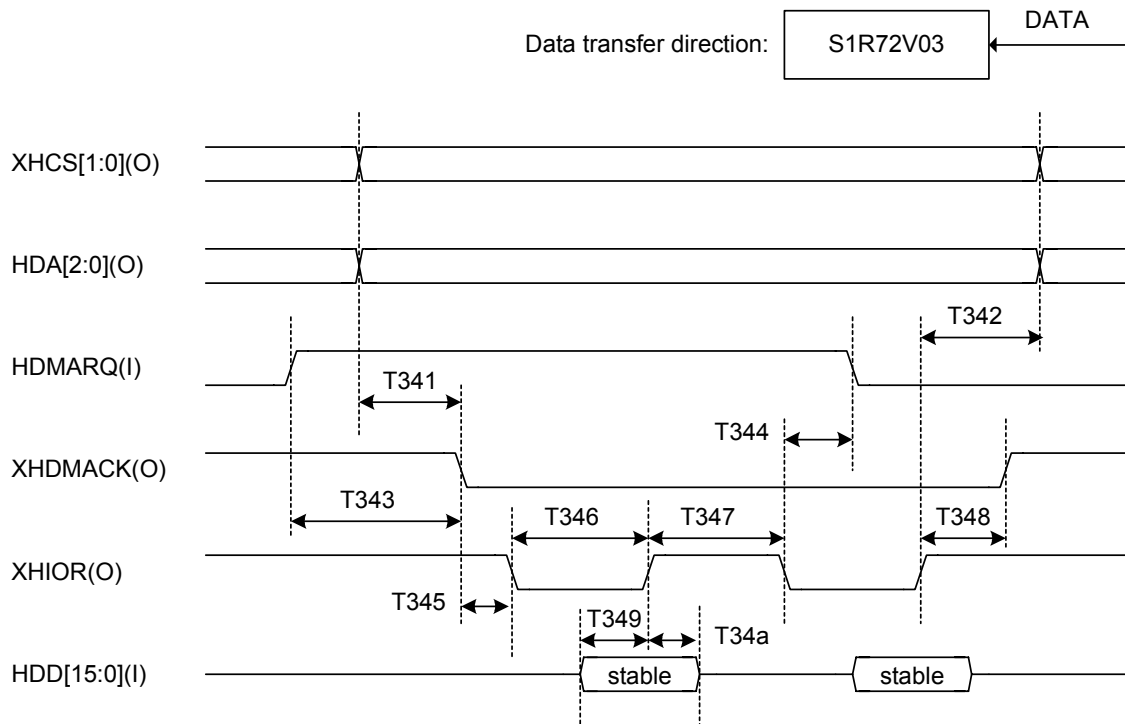 DATA
Data transfer direction: S1R72V03
XHCS[1:0](O)
HDA[2:0](O)
T342
HDMARQ(I)
T341
T344
XHDMACK(O)
T343
T346 T347 T348
XHIOR(O)
T345 T349 T34a
HDD[15:0](I) stable stable